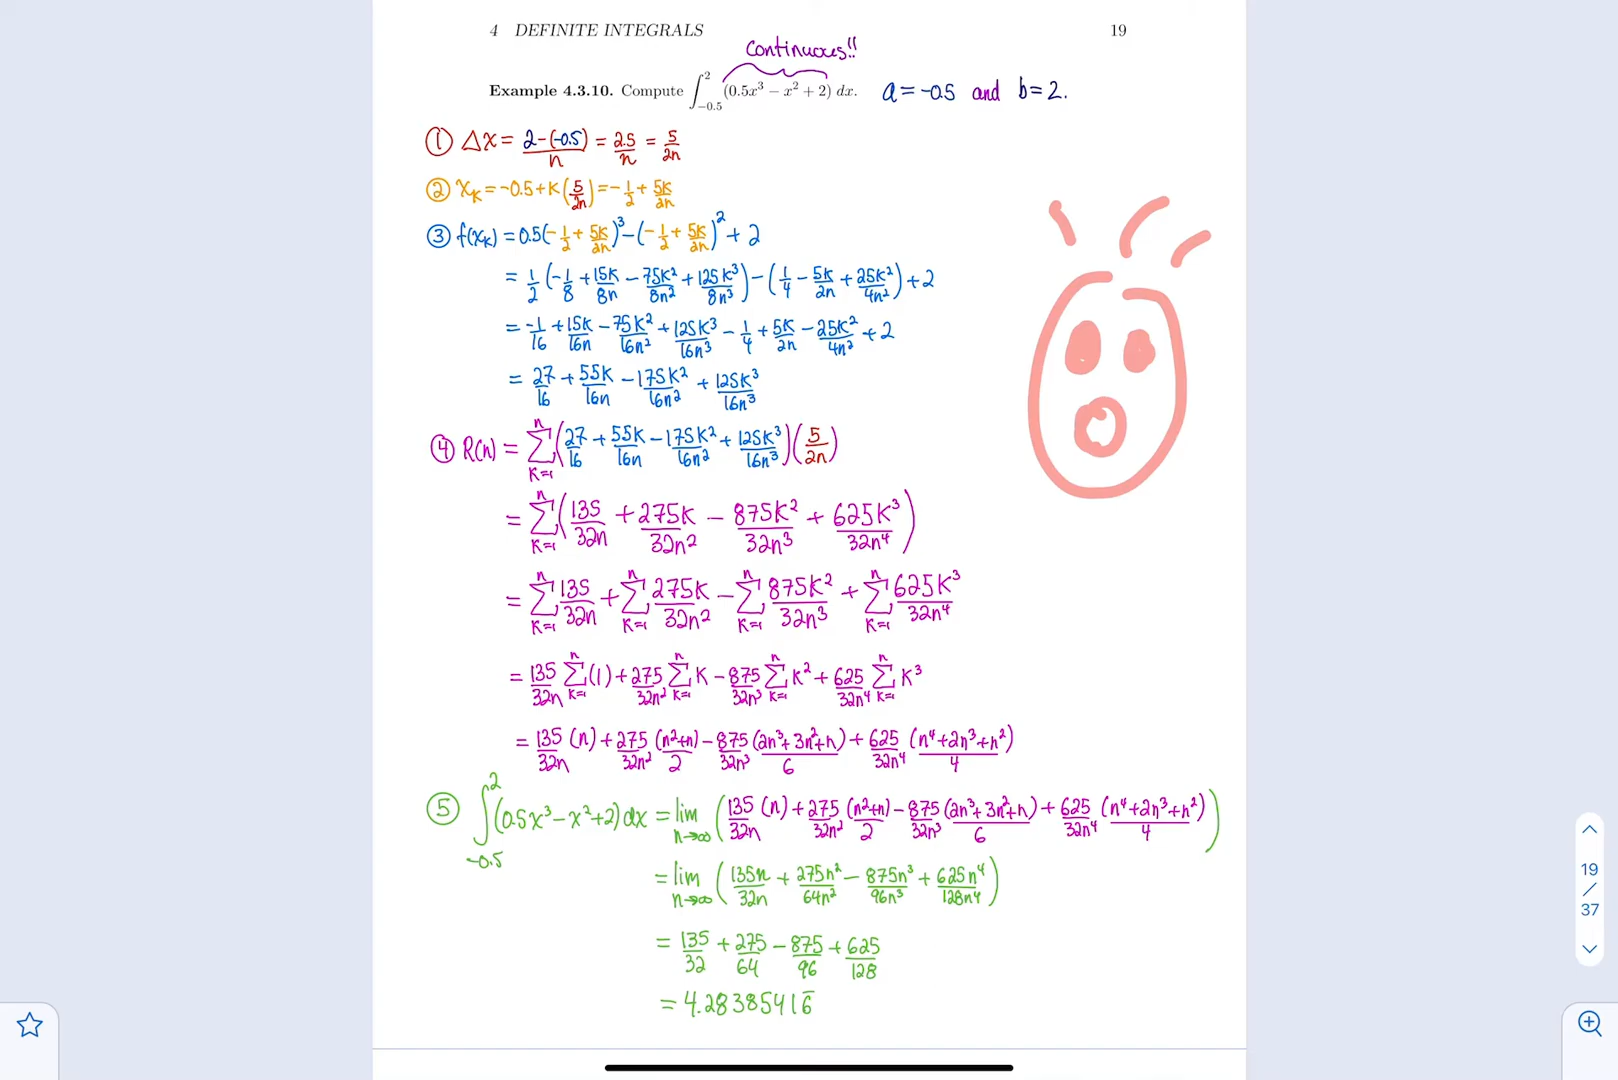 4 DEFINITE INTEGRALS 19
Continuous!!
Example 4.3.10. Compute ∫_{-0.5}^{2} (0.5x³ − x² + 2) dx. a = -0.5 and b = 2.
① Δx = (2-(-0.5))/n = 2.5/n = 5/2n
② x_K = -0.5 + K(5/2n) = -1/2 + 5K/2n
③ f(x_K) = 0.5(-1/2 + 5K/2n)³ - (-1/2 + 5K/2n)² + 2
= 1/2 (-1/8 + 15K/8n - 75K²/8n² + 125K³/8n³) - (1/4 - 5K/2n + 25K²/4n²) + 2
= -1/16 + 15K/16n - 75K²/16n² + 125K³/16n³ - 1/4 + 5K/2n - 25K²/4n² + 2
= 27/16 + 55K/16n - 175K²/16n² + 125K³/16n³
④ R(n) = Σ_{K=1}^{n} (27/16 + 55K/16n - 175K²/16n² + 125K³/16n³)(5/2n)
= Σ_{K=1}^{n} (135/32n + 275K/32n² - 875K²/32n³ + 625K³/32n⁴)
= Σ_{K=1}^{n} 135/32n + Σ_{K=1}^{n} 275K/32n² - Σ_{K=1}^{n} 875K²/32n³ + Σ_{K=1}^{n} 625K³/32n⁴
= 135/32n Σ_{K=1}^{n} (1) + 275/32n² Σ_{K=1}^{n} K - 875/32n³ Σ_{K=1}^{n} K² + 625/32n⁴ Σ_{K=1}^{n} K³
= 135/32n (n) + 275/32n² (n²+n)/2 - 875/32n³ (2n³+3n²+n)/6 + 625/32n⁴ (n⁴+2n³+n²)/4
⑤ ∫_{-0.5}^{2} (0.5x³ - x² + 2) dx = lim_{n→∞} (135/32n (n) + 275/32n² (n²+n)/2 - 875/32n³ (2n³+3n²+n)/6 + 625/32n⁴ (n⁴+2n³+n²)/4)
= lim_{n→∞} (135n/32n + 275n²/64n² - 875n³/96n³ + 625n⁴/128n⁴)
= 135/32 + 275/64 - 875/96 + 625/128
= 4.28385416̅
19
/
37